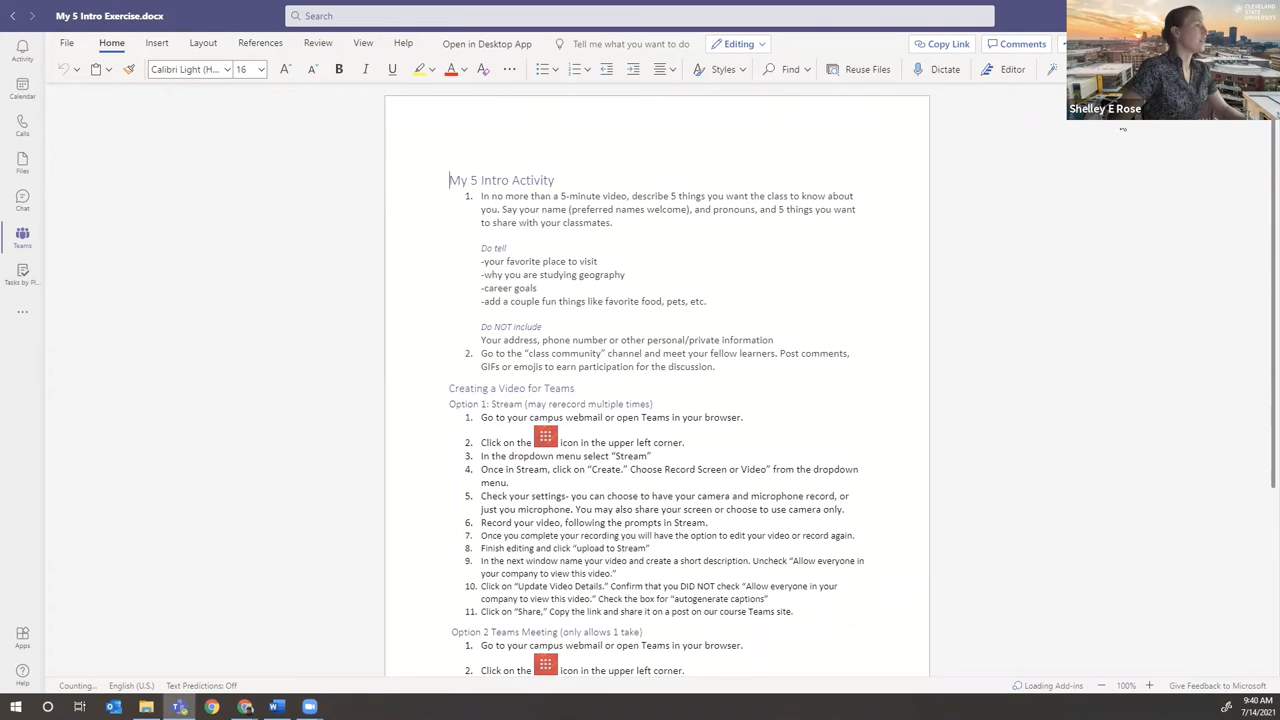 My 5 Intro Exercise.docx
Search
CLEVELAND
STATE
UNIVERSITY
File Home Insert Layout References Review View Help Open in Desktop App Tell me what you want to do Editing Copy Link Comments
Calibri Light (H... 16 A A B I U A A Styles Find Reuse Files Dictate Editor
Shelley E Rose
Activity
Calendar
Calls
Files
Chat
Teams
Tasks by Pl...
Apps
Help
My 5 Intro Activity
1. In no more than a 5-minute video, describe 5 things you want the class to know about
you. Say your name (preferred names welcome), and pronouns, and 5 things you want
to share with your classmates.
Do tell
-your favorite place to visit
-why you are studying geography
-career goals
-add a couple fun things like favorite food, pets, etc.
Do NOT include
Your address, phone number or other personal/private information
2. Go to the “class community” channel and meet your fellow learners. Post comments,
GIFs or emojis to earn participation for the discussion.
Creating a Video for Teams
Option 1: Stream (may rerecord multiple times)
1. Go to your campus webmail or open Teams in your browser.
2. Click on the icon in the upper left corner.
3. In the dropdown menu select “Stream”
4. Once in Stream, click on “Create.” Choose Record Screen or Video” from the dropdown
menu.
5. Check your settings- you can choose to have your camera and microphone record, or
just you microphone. You may also share your screen or choose to use camera only.
6. Record your video, following the prompts in Stream.
7. Once you complete your recording you will have the option to edit your video or record again.
8. Finish editing and click “upload to Stream”
9. In the next window name your video and create a short description. Uncheck “Allow everyone in
your company to view this video.”
10. Click on “Update Video Details.” Confirm that you DID NOT check “Allow everyone in your
company to view this video.” Check the box for “autogenerate captions”
11. Click on “Share,” Copy the link and share it on a post on our course Teams site.
Option 2 Teams Meeting (only allows 1 take)
1. Go to your campus webmail or open Teams in your browser.
2. Click on the icon in the upper left corner.
Counting... English (U.S.) Text Predictions: Off Loading Add-ins 100% Give Feedback to Microsoft
9:40 AM
7/14/2021